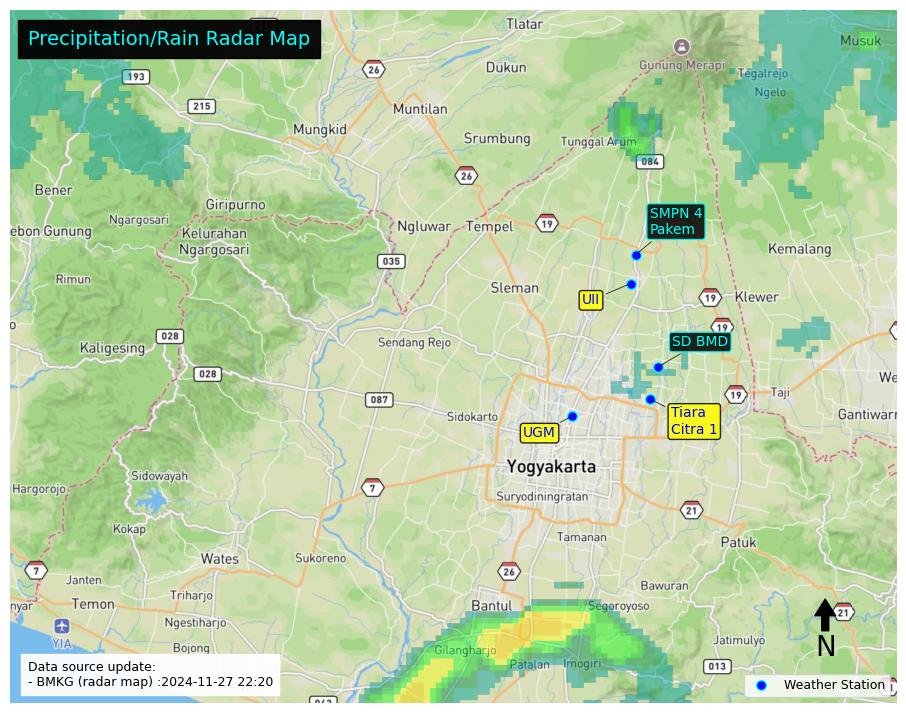 Precipitation/Rain Radar Map
Tlatar
Musuk
26
Gunung Merapi
193
Dukun
Tegalrejo
Ngelo
215
Muntilan
Mungkid
Srumbung
Tunggal Arum
084
26
Bener
Giripurno
SMPN 4
Pakem
Ngargosari
ebon Gunung
Kelurahan
Ngargosari
Ngluwar
Tempel
19
Kemalang
035
Rimun
Sleman
UII
19
Klewer
19
028
Kaligesing
Sendang Rejo
SD BMD
028
We
087
19
Taji
Sidokarto
Tiara
Citra 1
Gantiwarn
UGM
Yogyakarta
Sidowayah
Hargorojo
7
Suryodiningratan
21
Kokap
Tamanan
Patuk
Wates
Sukoreno
7
26
Janten
Bawuran
Triharjo
nyar
Temon
Bantul
Segoroyoso
21
Ngestiharjo
YIA
Bojong
Gilangharjo
Jatimulyo
N
Patalan
Imogiri
013
Data source update:
- BMKG (radar map) :2024-11-27 22:20
Weather Station